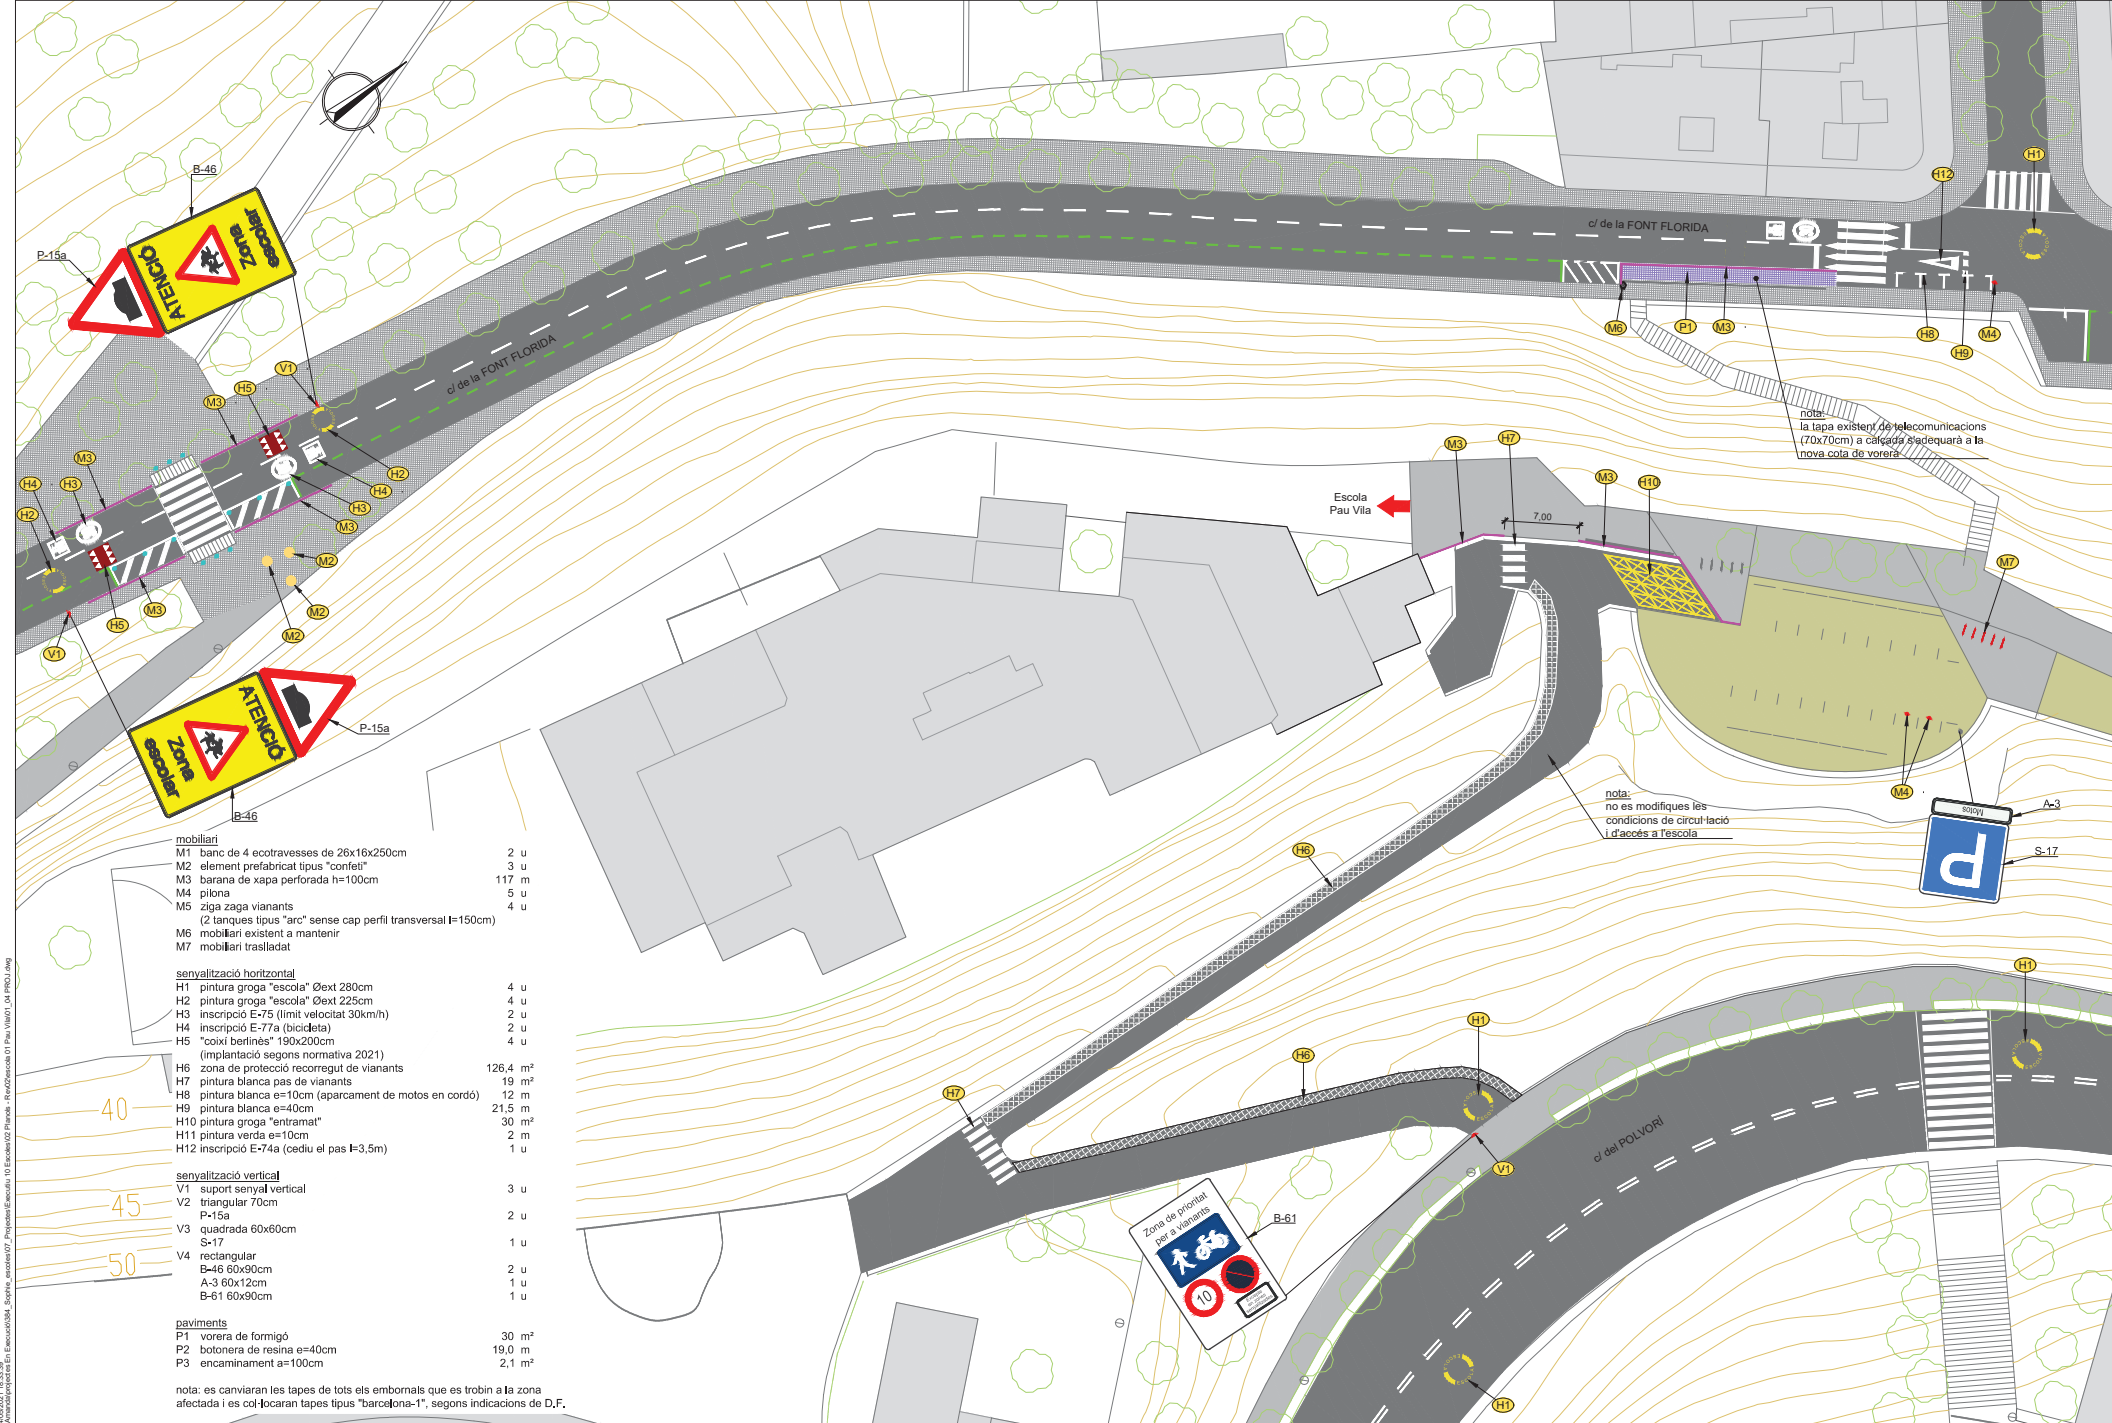 B-46
P-15a
ATENCIÓ
Zona
escolar
c/ de la FONT FLORIDA
V1
H5
M3
M3
H4
H3
H2
H2
H4
H3
M3
M2
M2
M2
M3
H5
V1
ATENCIÓ
Zona
escolar
P-15a
B-46
c/ de la FONT FLORIDA
H12
H1
M6
P1
M3
H8
H9
M4
nota:
la tapa existent de telecomunicacions
(70x70cm) a calçada s'adequarà a la
nova cota de vorera
M3
H7
M3
H10
Escola
Pau Vila
7,00
M7
M4
nota:
no es modifiques les
condicions de circul·lació
i d'accés a l'escola
Motos
P
A-3
S-17
H6
H1
H1
H6
H7
V1
c/ del POLVORÍ
Zona de prioritat
per a vianants
10
B-61
H1
mobiliari
M1 banc de 4 ecotravesses de 26x16x250cm 2 u
M2 element prefabricat tipus "confeti" 3 u
M3 barana de xapa perforada h=100cm 117 m
M4 pilona 5 u
M5 ziga zaga vianants 4 u
(2 tanques tipus "arc" sense cap perfil transversal l=150cm)
M6 mobiliari existent a mantenir
M7 mobiliari traslladat
senyalització horitzontal
H1 pintura groga "escola" Øext 280cm 4 u
H2 pintura groga "escola" Øext 225cm 4 u
H3 inscripció E-75 (límit velocitat 30km/h) 2 u
H4 inscripció E-77a (bicicleta) 2 u
H5 "coixí berlinès" 190x200cm 4 u
(implantació segons normativa 2021)
H6 zona de protecció recorregut de vianants 126,4 m²
H7 pintura blanca pas de vianants 19 m²
H8 pintura blanca e=10cm (aparcament de motos en cordó) 12 m
H9 pintura blanca e=40cm 21,5 m
H10 pintura groga "entramat" 30 m²
H11 pintura verda e=10cm 2 m
H12 inscripció E-74a (cediu el pas l=3,5m) 1 u
senyalització vertical
V1 suport senyal vertical 3 u
V2 triangular 70cm
P-15a 2 u
V3 quadrada 60x60cm
S-17 1 u
V4 rectangular
B-46 60x90cm 2 u
A-3 60x12cm 1 u
B-61 60x90cm 1 u
paviments
P1 vorera de formigó 30 m²
P2 botonera de resina e=40cm 19,0 m
P3 encaminament a=100cm 2,1 m²
nota: es canviaran les tapes de tots els embornals que es trobin a la zona
afectada i es col·locaran tapes tipus "barcelona-1", segons indicacions de D.F.
40
45
50